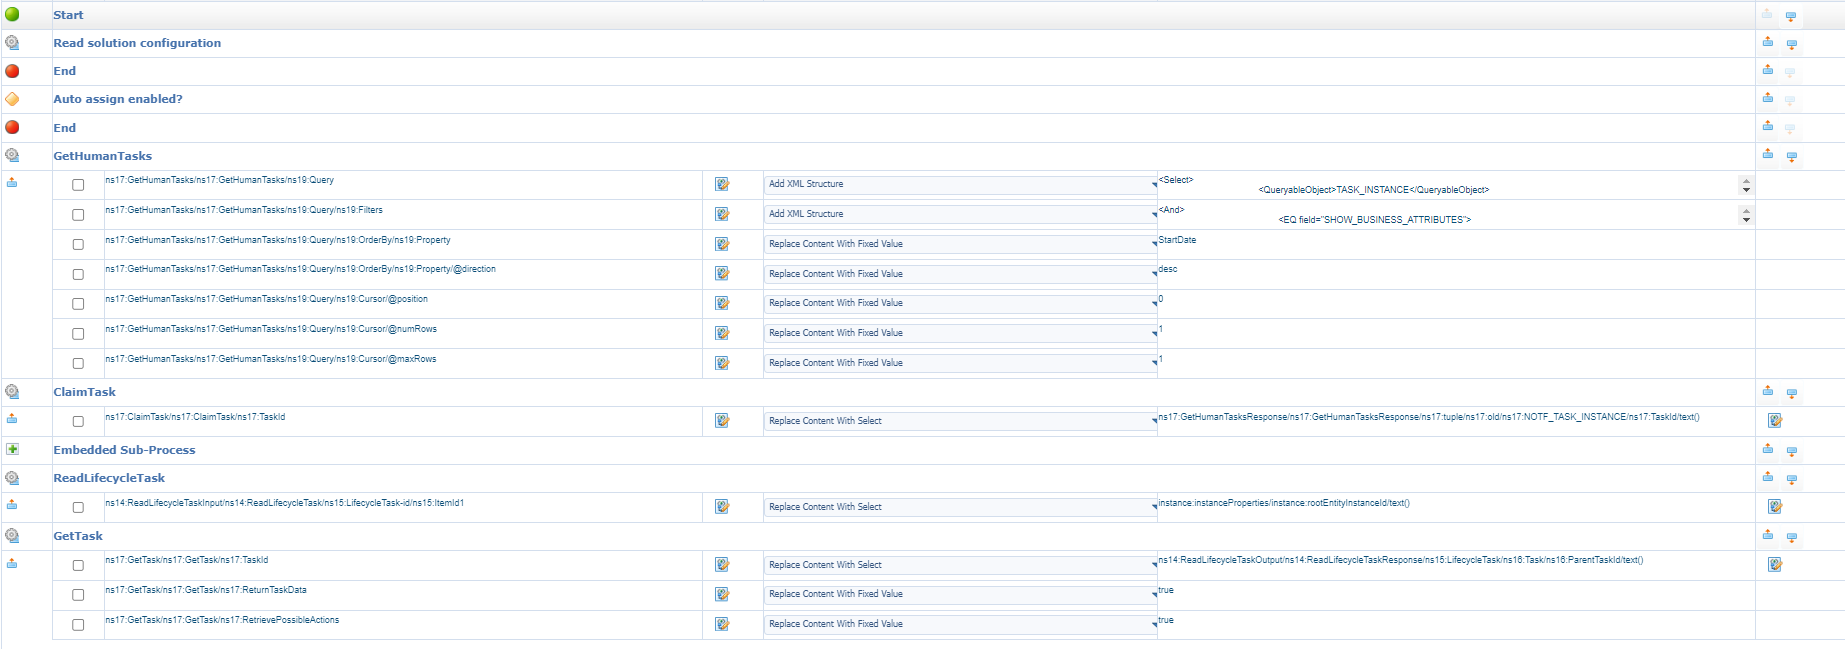 Start
Read solution configuration
End
Auto assign enabled?
End
GetHumanTasks
ns17:GetHumanTasks/ns17:GetHumanTasks/ns19:Query Add XML Structure <Select>
<QueryableObject>TASK_INSTANCE</QueryableObject>
ns17:GetHumanTasks/ns17:GetHumanTasks/ns19:Query/ns19:Filters Add XML Structure <And>
<EQ field="SHOW_BUSINESS_ATTRIBUTES">
ns17:GetHumanTasks/ns17:GetHumanTasks/ns19:Query/ns19:OrderBy/ns19:Property Replace Content With Fixed Value StartDate
ns17:GetHumanTasks/ns17:GetHumanTasks/ns19:Query/ns19:OrderBy/ns19:Property/@direction Replace Content With Fixed Value desc
ns17:GetHumanTasks/ns17:GetHumanTasks/ns19:Query/ns19:Cursor/@position Replace Content With Fixed Value 0
ns17:GetHumanTasks/ns17:GetHumanTasks/ns19:Query/ns19:Cursor/@numRows Replace Content With Fixed Value 1
ns17:GetHumanTasks/ns17:GetHumanTasks/ns19:Query/ns19:Cursor/@maxRows Replace Content With Fixed Value 1
ClaimTask
ns17:ClaimTask/ns17:ClaimTask/ns17:TaskId Replace Content With Select ns17:GetHumanTasksResponse/ns17:GetHumanTasksResponse/ns17:tuple/ns17:old/ns17:NOTF_TASK_INSTANCE/ns17:TaskId/text()
Embedded Sub-Process
ReadLifecycleTask
ns14:ReadLifecycleTaskInput/ns14:ReadLifecycleTask/ns15:LifecycleTask-id/ns15:ItemId1 Replace Content With Select instance:instanceProperties/instance:rootEntityInstanceId/text()
GetTask
ns17:GetTask/ns17:GetTask/ns17:TaskId Replace Content With Select ns14:ReadLifecycleTaskOutput/ns14:ReadLifecycleTaskResponse/ns15:LifecycleTask/ns16:Task/ns16:ParentTaskId/text()
ns17:GetTask/ns17:GetTask/ns17:ReturnTaskData Replace Content With Fixed Value true
ns17:GetTask/ns17:GetTask/ns17:RetrievePossibleActions Replace Content With Fixed Value true